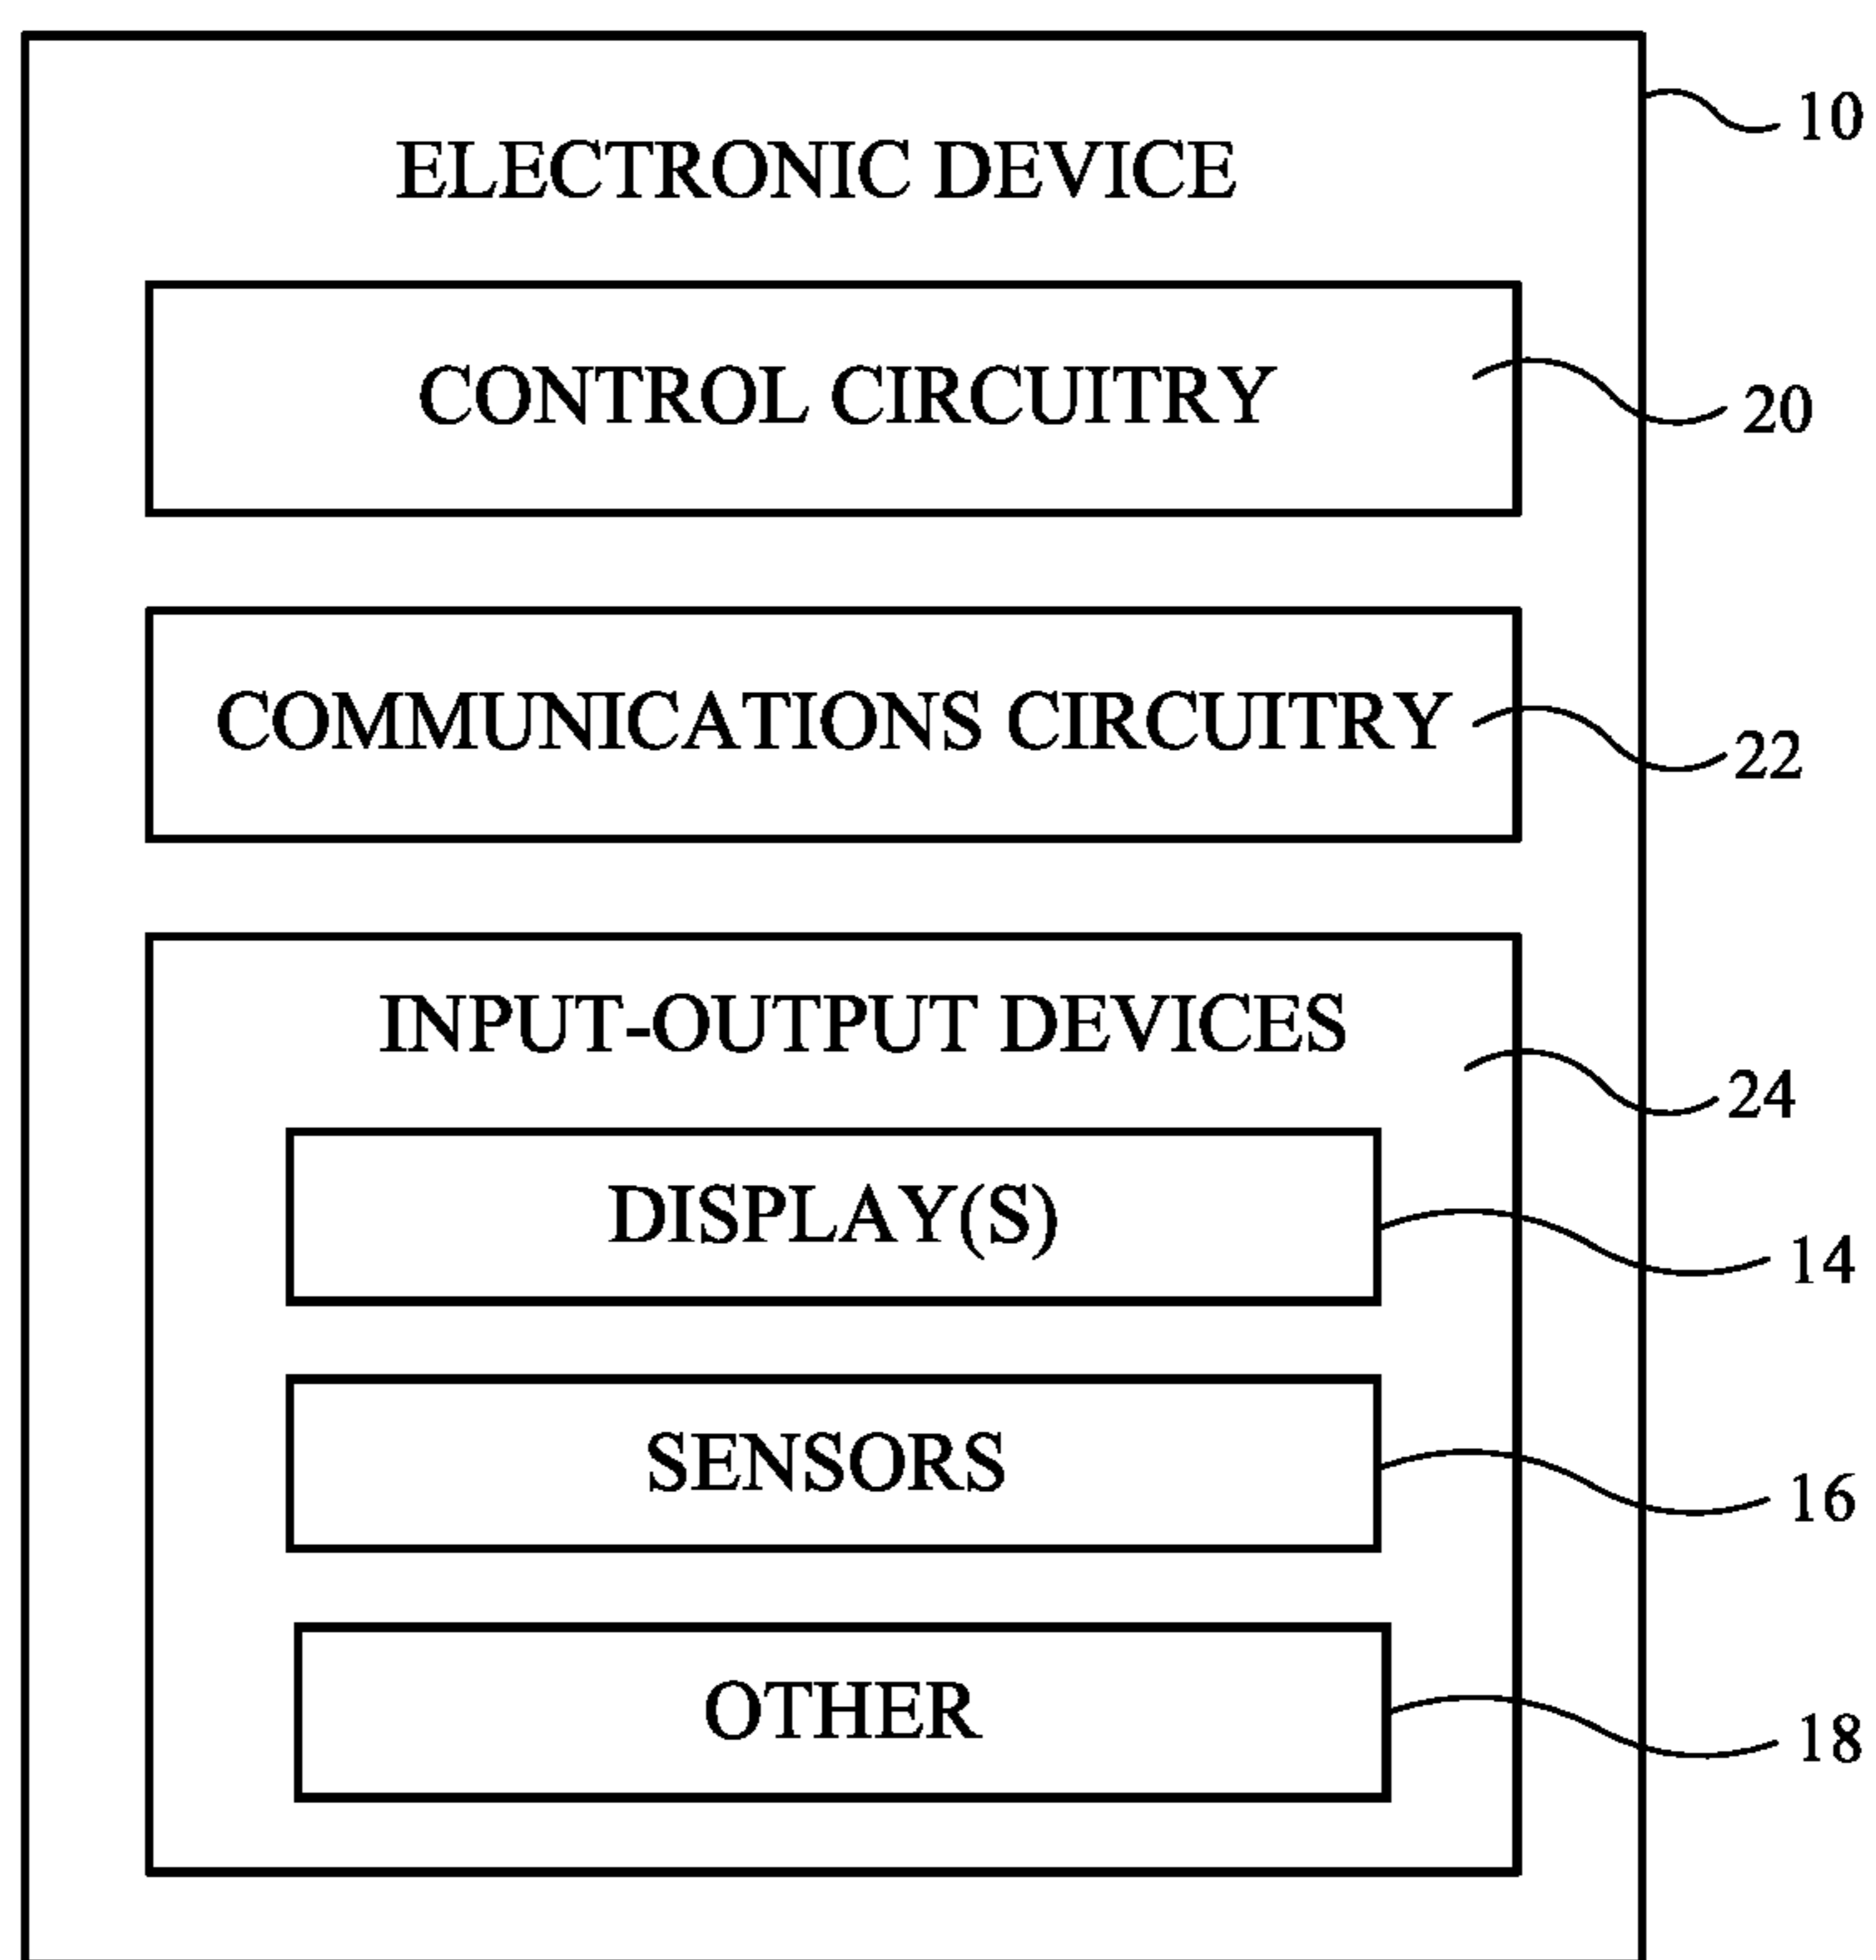 10
ELECTRONIC DEVICE
CONTROL CIRCUITRY
20
COMMUNICATIONS CIRCUITRY
22
INPUT-OUTPUT DEVICES
24
DISPLAY(S)
14
SENSORS
16
OTHER
18